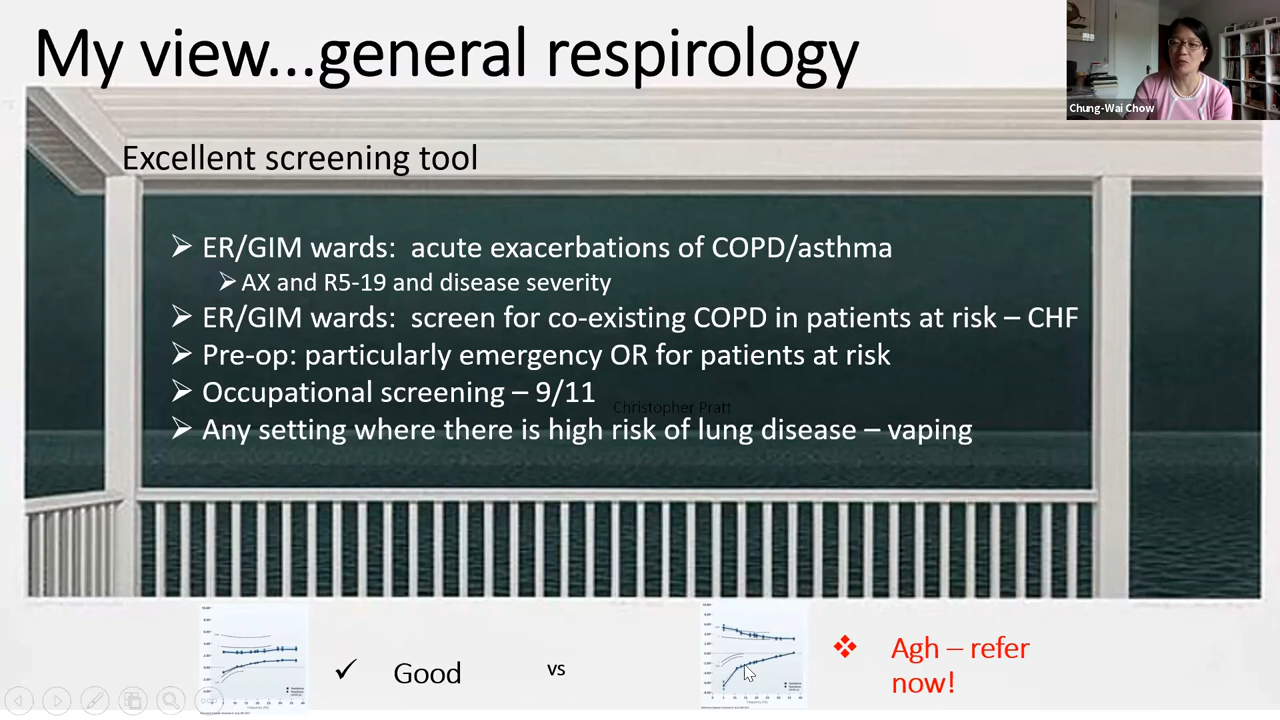 My view...general respirology
Chung-Wai Chow
Excellent screening tool
➢ ER/GIM wards: acute exacerbations of COPD/asthma
➢ AX and R5-19 and disease severity
➢ ER/GIM wards: screen for co-existing COPD in patients at risk – CHF
➢ Pre-op: particularly emergency OR for patients at risk
➢ Occupational screening – 9/11
Christopher Pratt
➢ Any setting where there is high risk of lung disease – vaping
✓ Good
vs
❖ Agh – refer
now!